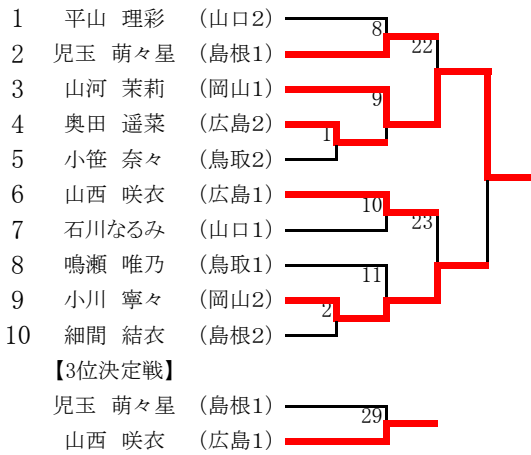 1 平山 理彩 (山口2)
8
2 児玉 萌々星 (島根1)
22
3 山河 茉莉 (岡山1)
9
4 奥田 遥菜 (広島2)
1
5 小笹 奈々 (鳥取2)
6 山西 咲衣 (広島1)
10
7 石川なるみ (山口1)
23
8 鳴瀬 唯乃 (鳥取1)
11
9 小川 寧々 (岡山2)
2
10 細間 結衣 (島根2)
【3位決定戦】
児玉 萌々星 (島根1)
29
山西 咲衣 (広島1)